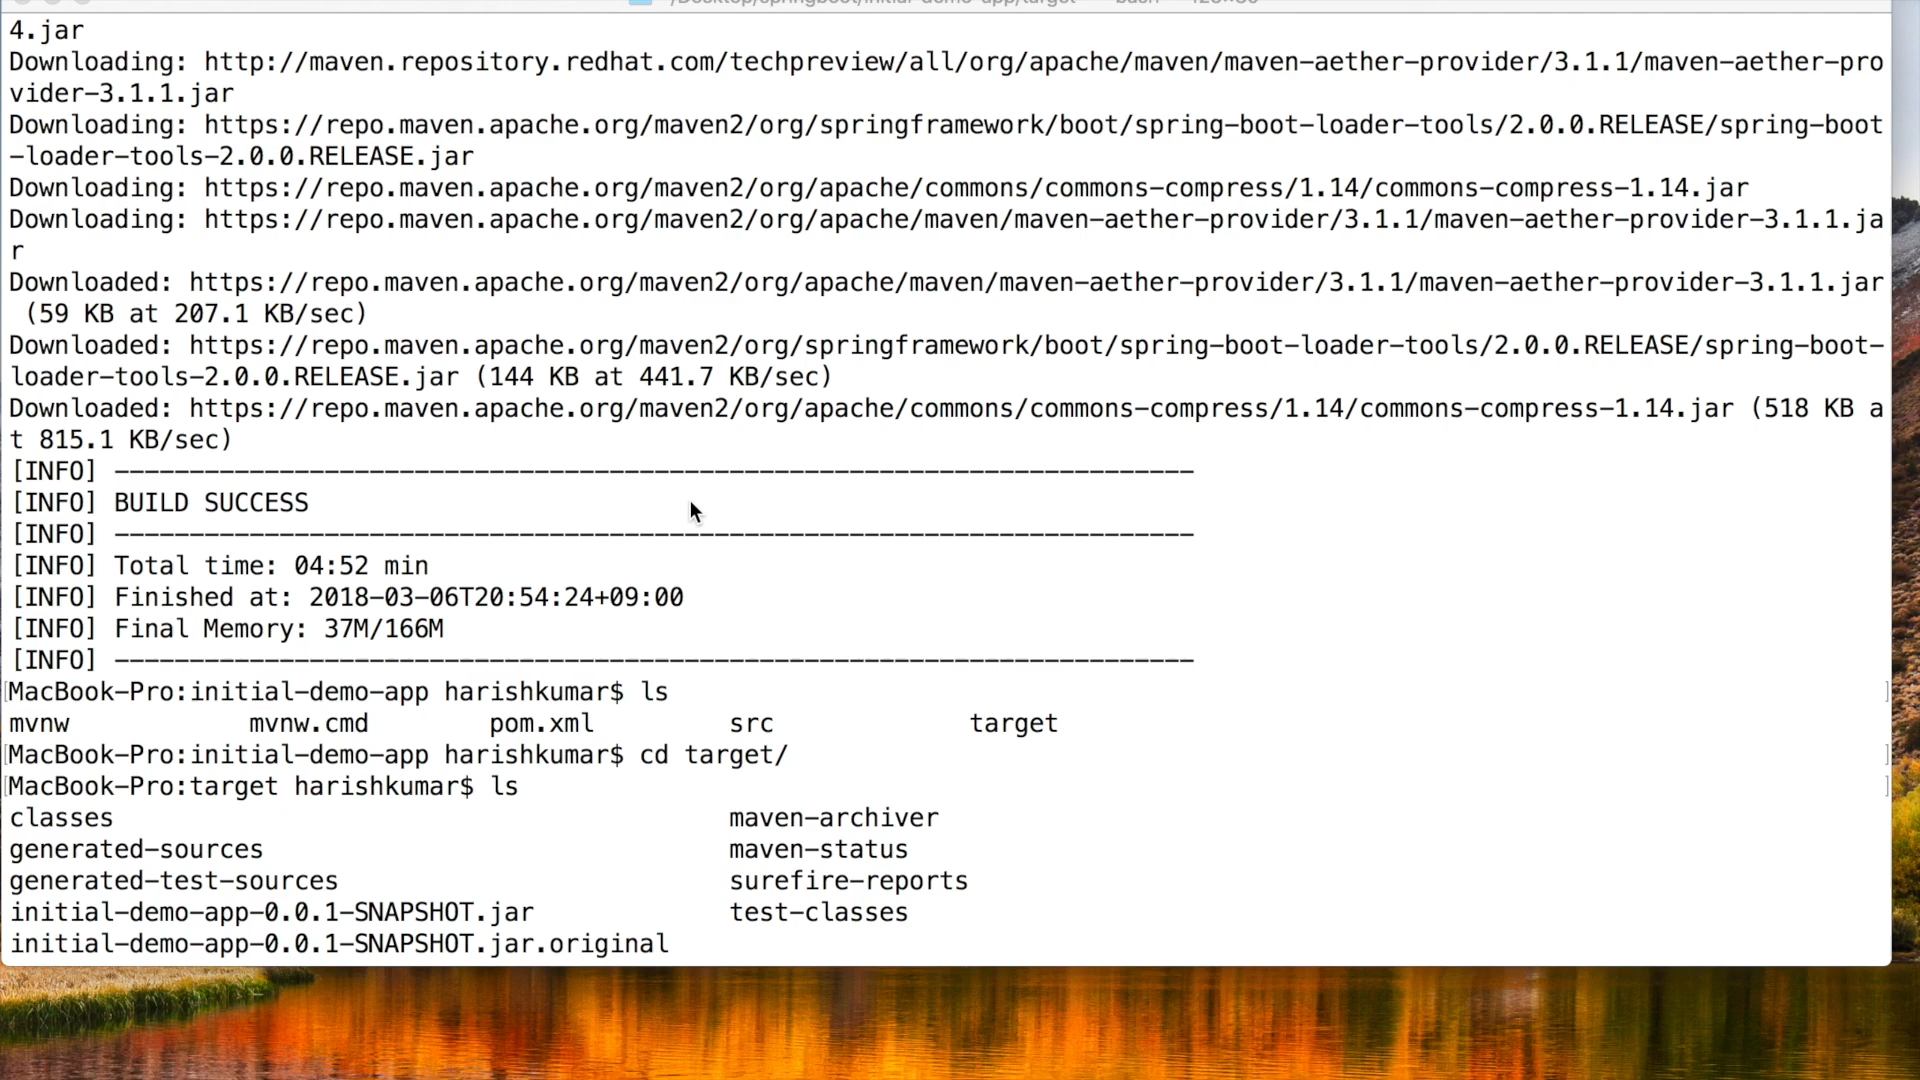 4.jar
Downloading: http://maven.repository.redhat.com/techpreview/all/org/apache/maven/maven-aether-provider/3.1.1/maven-aether-pro
vider-3.1.1.jar
Downloading: https://repo.maven.apache.org/maven2/org/springframework/boot/spring-boot-loader-tools/2.0.0.RELEASE/spring-boot
-loader-tools-2.0.0.RELEASE.jar
Downloading: https://repo.maven.apache.org/maven2/org/apache/commons/commons-compress/1.14/commons-compress-1.14.jar
Downloading: https://repo.maven.apache.org/maven2/org/apache/maven/maven-aether-provider/3.1.1/maven-aether-provider-3.1.1.ja
r
Downloaded: https://repo.maven.apache.org/maven2/org/apache/maven/maven-aether-provider/3.1.1/maven-aether-provider-3.1.1.jar
(59 KB at 207.1 KB/sec)
Downloaded: https://repo.maven.apache.org/maven2/org/springframework/boot/spring-boot-loader-tools/2.0.0.RELEASE/spring-boot-
loader-tools-2.0.0.RELEASE.jar (144 KB at 441.7 KB/sec)
Downloaded: https://repo.maven.apache.org/maven2/org/apache/commons/commons-compress/1.14/commons-compress-1.14.jar (518 KB a
t 815.1 KB/sec)
[INFO] ------------------------------------------------------------------------
[INFO] BUILD SUCCESS
[INFO] ------------------------------------------------------------------------
[INFO] Total time: 04:52 min
[INFO] Finished at: 2018-03-06T20:54:24+09:00
[INFO] Final Memory: 37M/166M
[INFO] ------------------------------------------------------------------------
[MacBook-Pro:initial-demo-app harishkumar$ ls ]
mvnw mvnw.cmd pom.xml src target
[MacBook-Pro:initial-demo-app harishkumar$ cd target/ ]
[MacBook-Pro:target harishkumar$ ls ]
classes maven-archiver
generated-sources maven-status
generated-test-sources surefire-reports
initial-demo-app-0.0.1-SNAPSHOT.jar test-classes
initial-demo-app-0.0.1-SNAPSHOT.jar.original